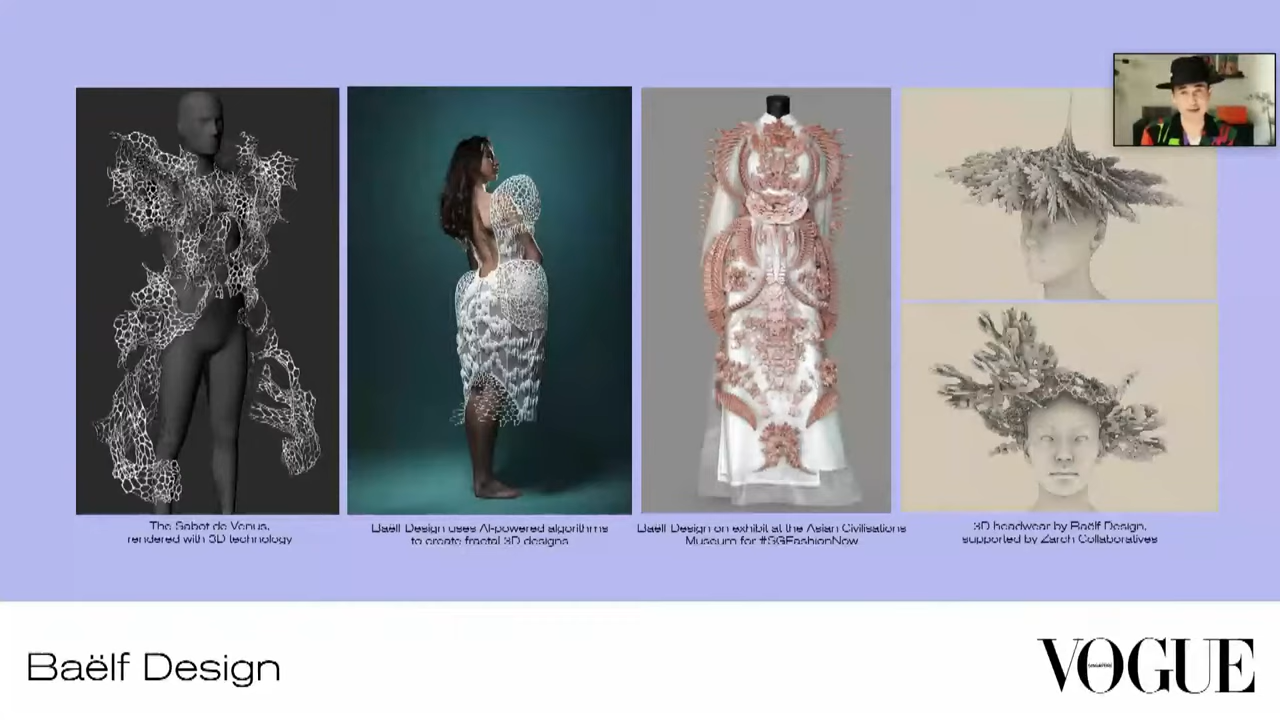 The Sabot de Venus,
rendered with 3D technology
Baëlf Design uses AI-powered algorithms
to create fractal 3D designs
Baëlf Design on exhibit at the Asian Civilisations
Museum for #SGFashionNow
3D headwear by Baëlf Design,
supported by Zarch Collaboratives
Baëlf Design
VOGUE
SINGAPORE